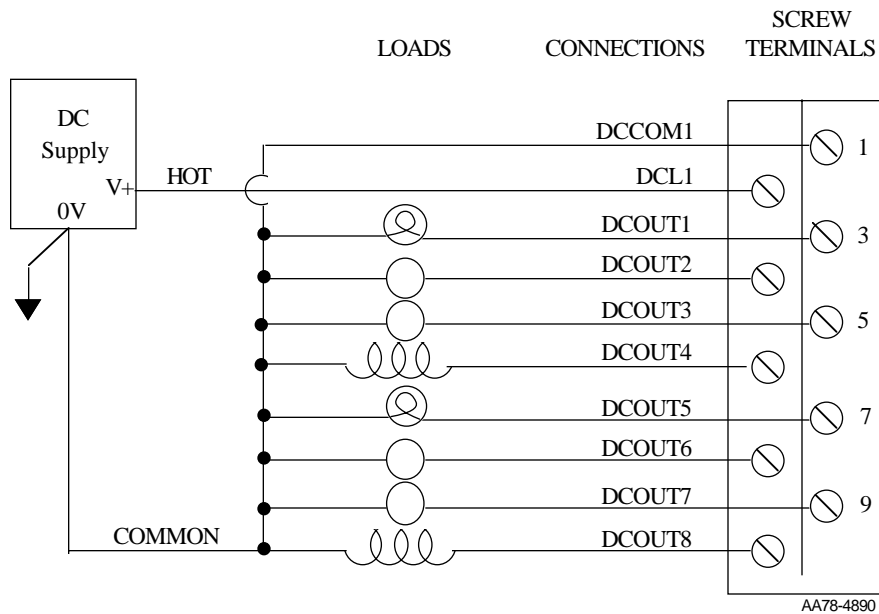 SCREW
LOADS CONNECTIONS TERMINALS
DC
Supply
V+
0V
HOT
COMMON
DCCOM1 1
DCL1
DCOUT1 3
DCOUT2
DCOUT3 5
DCOUT4
DCOUT5 7
DCOUT6
DCOUT7 9
DCOUT8
AA78-4890